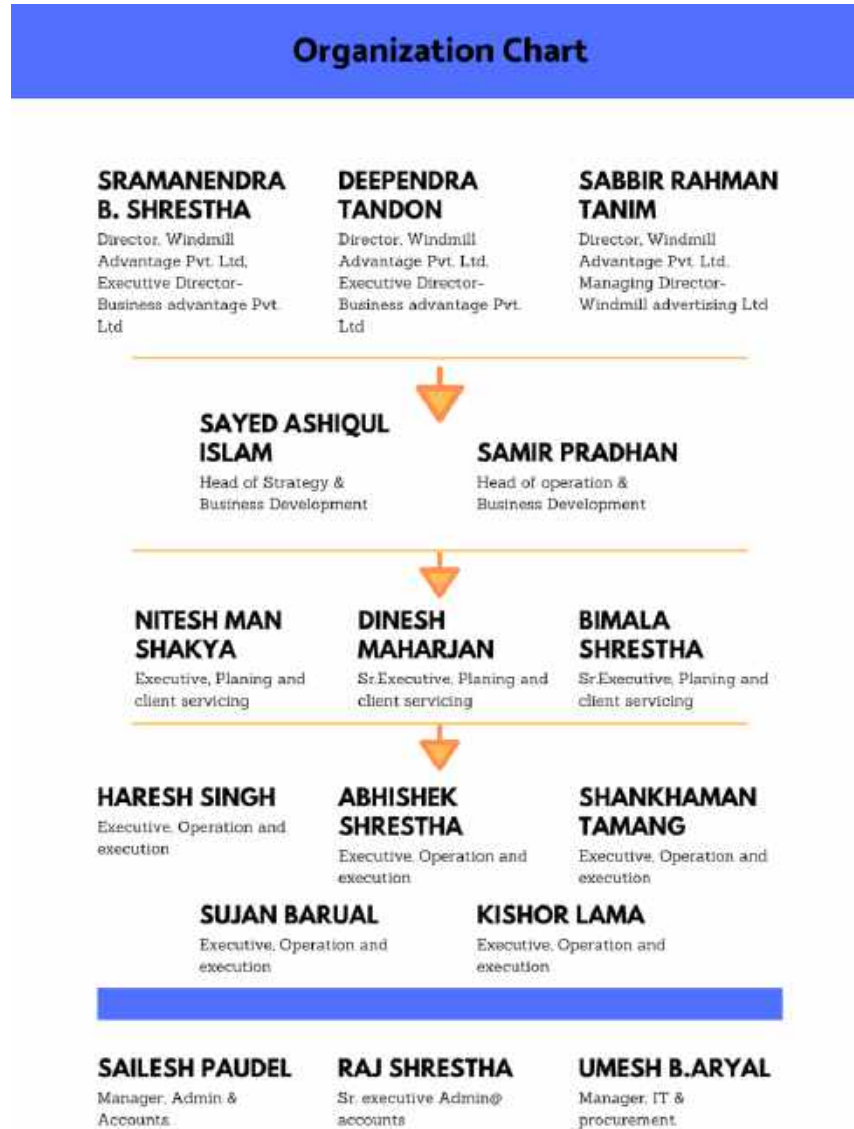 Organization Chart
SRAMANENDRA
B. SHRESTHA
Director, Windmill
Advantage Pvt. Ltd,
Executive Director-
Business advantage Pvt.
Ltd
DEEPENDRA
TANDON
Director, Windmill
Advantage Pvt. Ltd,
Executive Director-
Business advantage Pvt.
Ltd
SABBIR RAHMAN
TANIM
Director, Windmill
Advantage Pvt. Ltd,
Managing Director-
Windmill advertising Ltd
SAYED ASHIQUL
ISLAM
Head of Strategy &
Business Development
SAMIR PRADHAN
Head of operation &
Business Development
NITESH MAN
SHAKYA
Executive, Planing and
client servicing
DINESH
MAHARJAN
Sr.Executive, Planing and
client servicing
BIMALA
SHRESTHA
Sr.Executive, Planing and
client servicing
HARESH SINGH
Executive, Operation and
execution
ABHISHEK
SHRESTHA
Executive, Operation and
execution
SHANKHAMAN
TAMANG
Executive, Operation and
execution
SUJAN BARUAL
Executive, Operation and
execution
KISHOR LAMA
Executive, Operation and
execution
SAILESH PAUDEL
Manager, Admin &
Accounts
RAJ SHRESTHA
Sr. executive Admin@
accounts
UMESH B.ARYAL
Manager, IT &
procurement